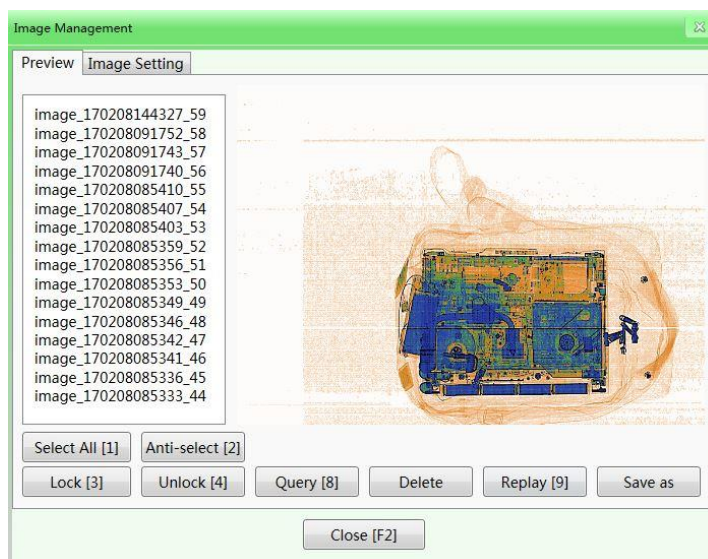 Image Management
Preview Image Setting
image_170208144327_59
image_170208091752_58
image_170208091743_57
image_170208091740_56
image_170208085410_55
image_170208085407_54
image_170208085403_53
image_170208085359_52
image_170208085356_51
image_170208085353_50
image_170208085349_49
image_170208085346_48
image_170208085342_47
image_170208085341_46
image_170208085336_45
image_170208085333_44
Select All [1] Anti-select [2]
Lock [3] Unlock [4] Query [8] Delete Replay [9] Save as
Close [F2]